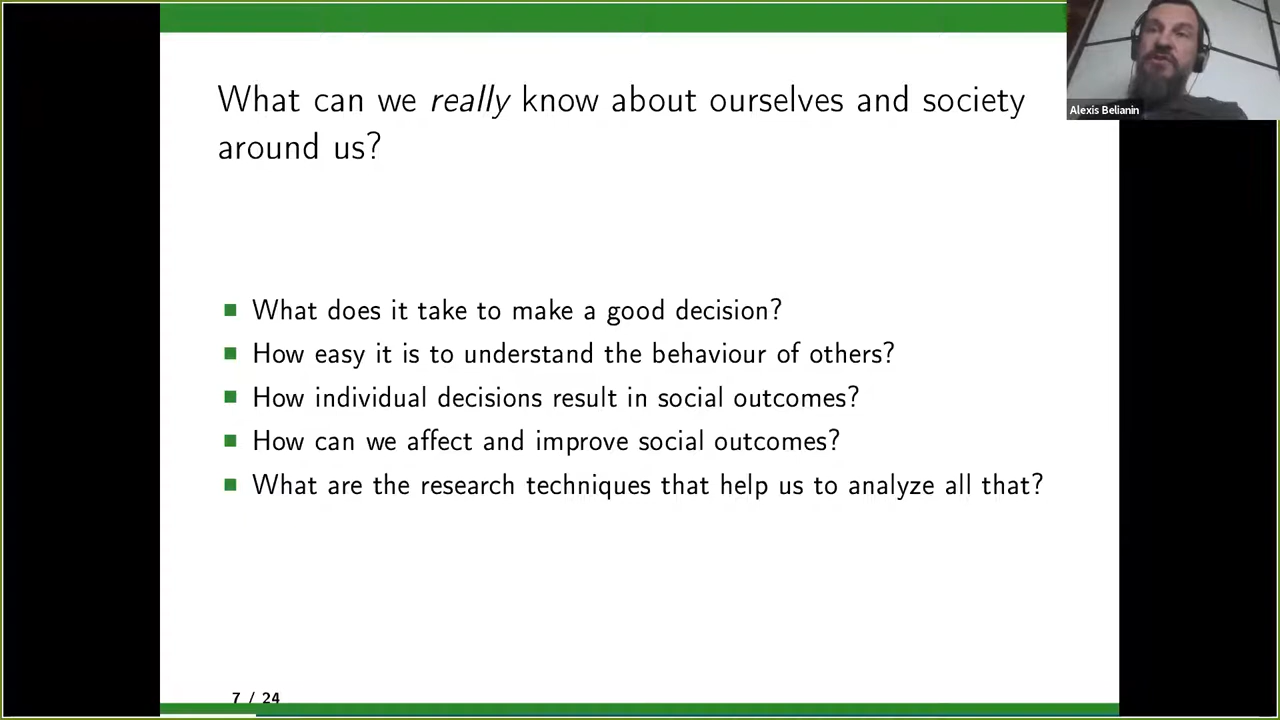 What can we really know about ourselves and society
around us?
Alexis Belianin
What does it take to make a good decision?
How easy it is to understand the behaviour of others?
How individual decisions result in social outcomes?
How can we affect and improve social outcomes?
What are the research techniques that help us to analyze all that?
7 / 24